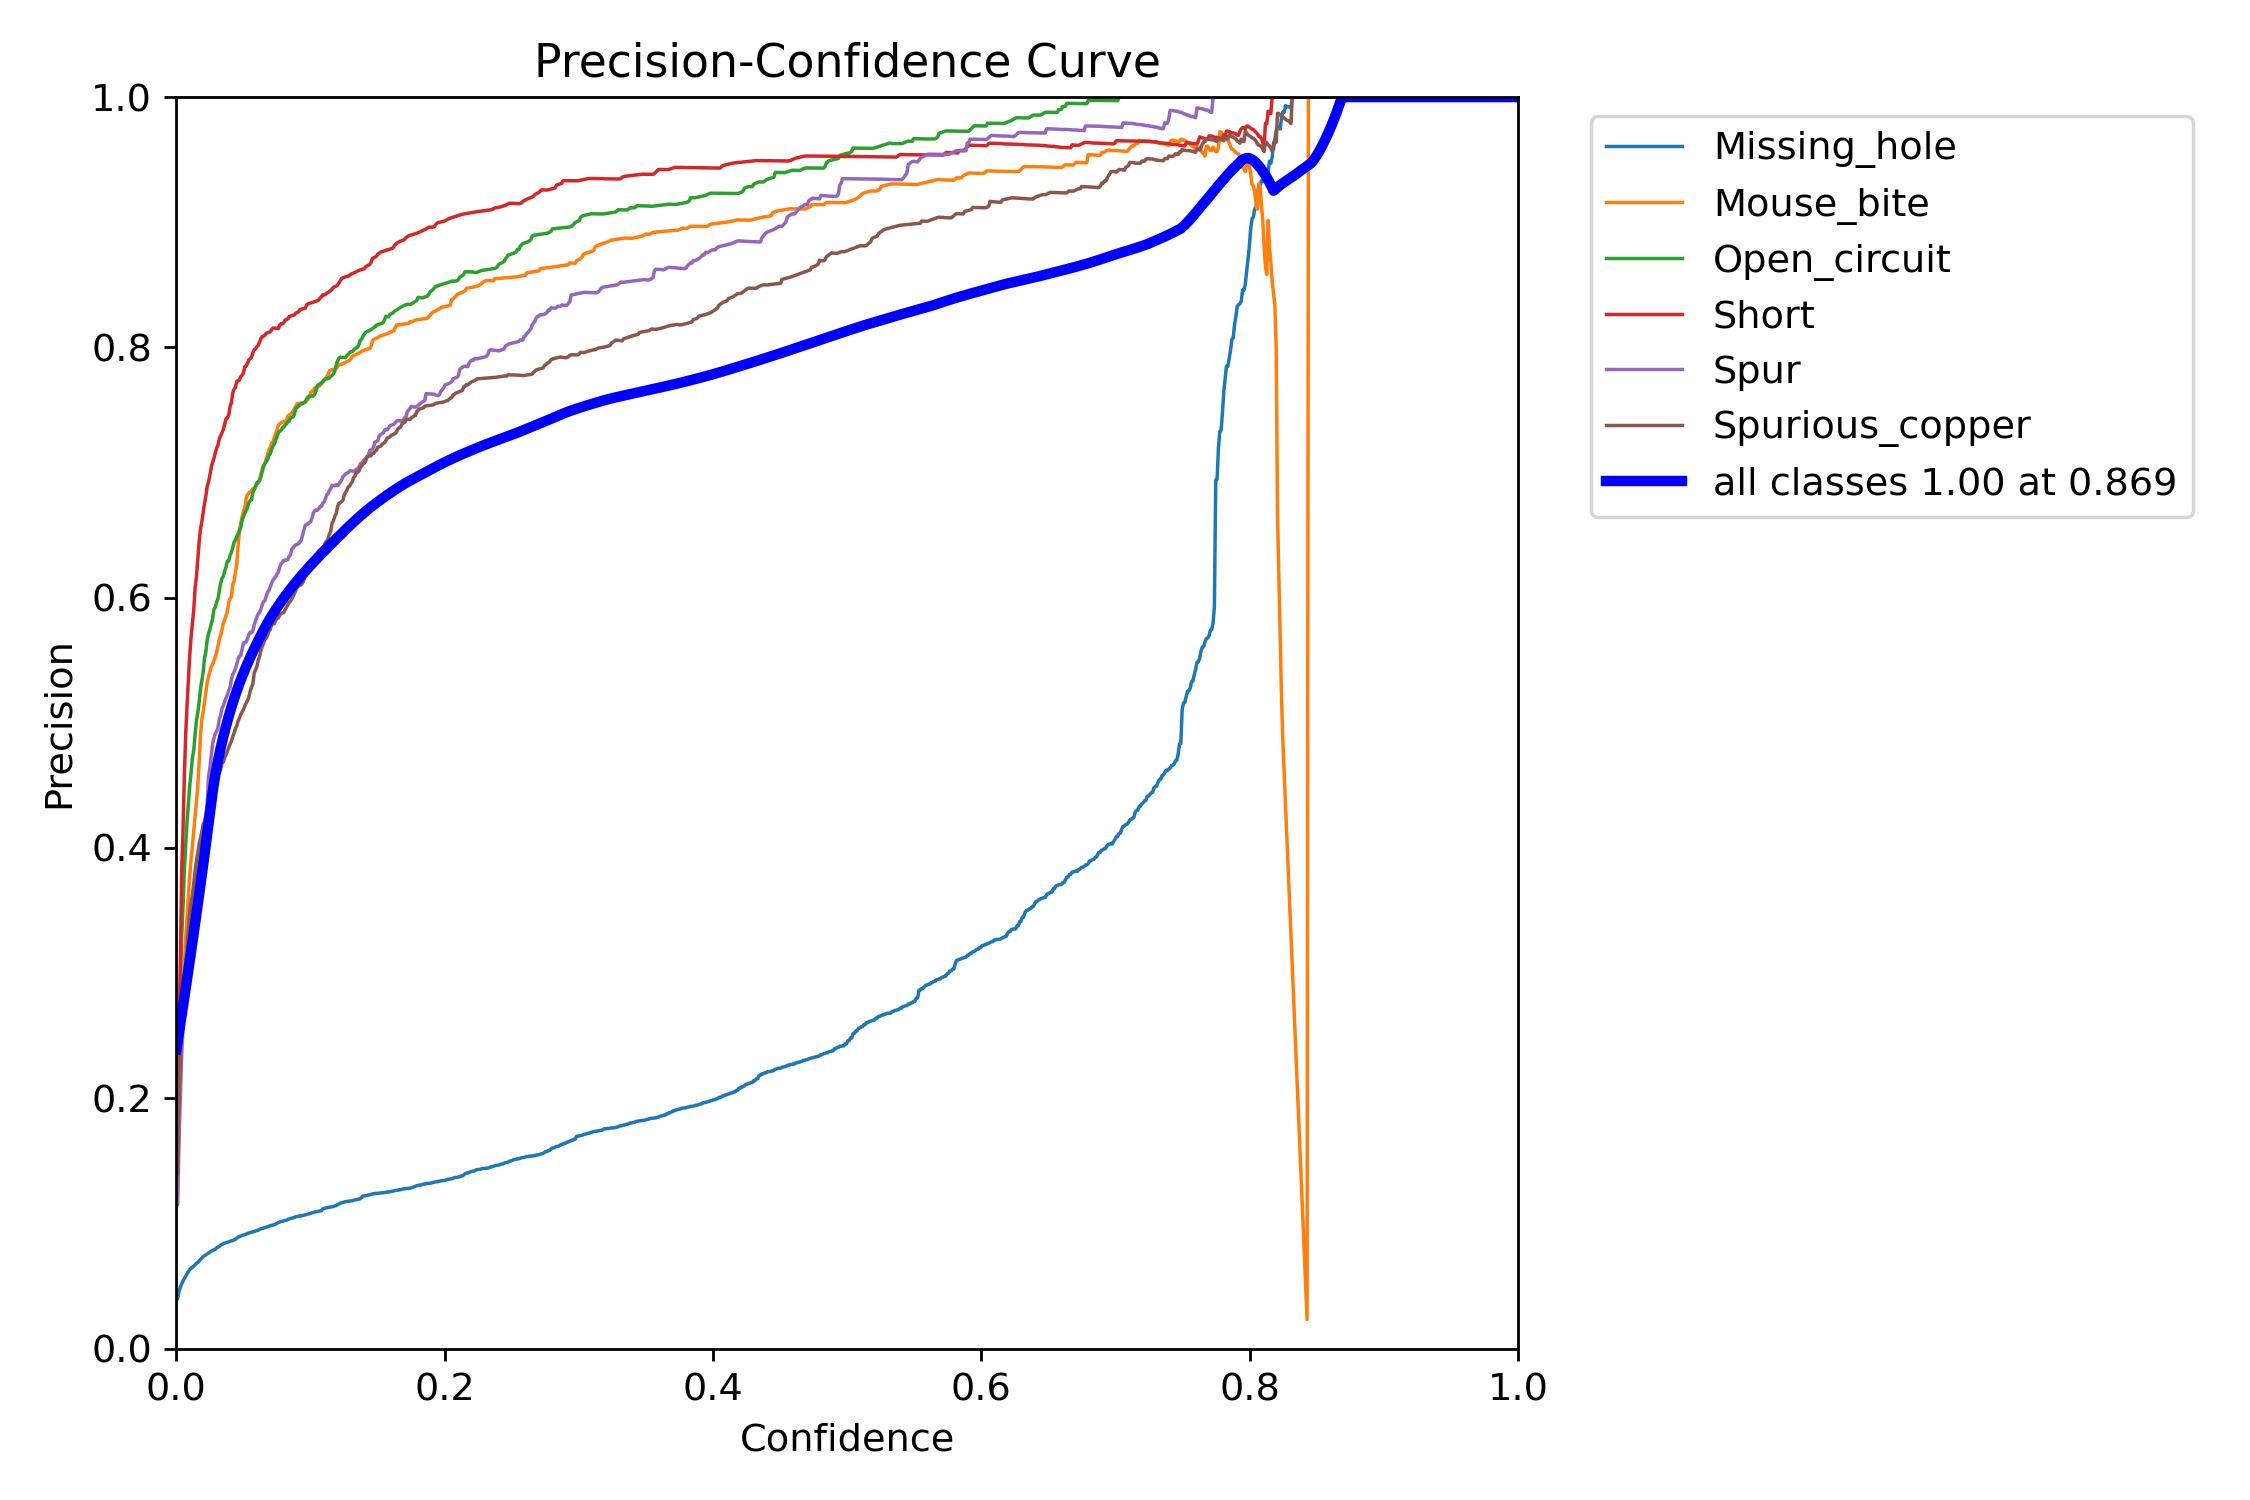 Precision-Confidence Curve
1.0
0.8
0.6
0.4
0.2
0.0
Precision
0.0 0.2 0.4 0.6 0.8 1.0
Confidence
Missing_hole
Mouse_bite
Open_circuit
Short
Spur
Spurious_copper
all classes 1.00 at 0.869